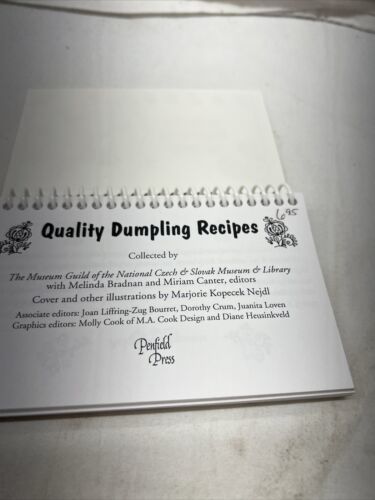 6.95
Quality Dumpling Recipes
Collected by
The Museum Guild of the National Czech & Slovak Museum & Library
with Melinda Bradnan and Miriam Canter, editors
Cover and other illustrations by Marjorie Kopecek Nejdl
Associate editors: Joan Liffring-Zug Bourret, Dorothy Crum, Juanita Loven
Graphics editors: Molly Cook of M.A. Cook Design and Diane Heusinkveld
Penfield
Press